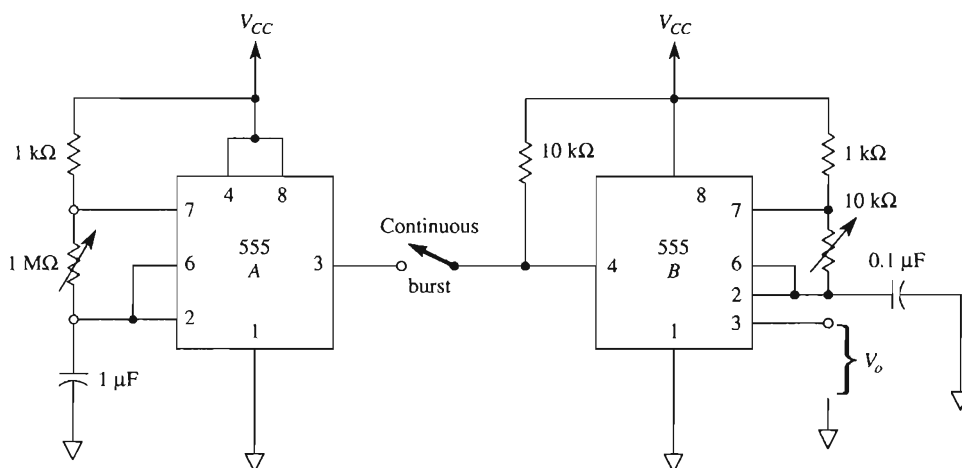 V_CC
V_CC
1 kΩ
10 kΩ
1 kΩ
4
8
8
7
7
10 kΩ
Continuous
555
A
555
B
1 MΩ
6
3
4
6
0.1 μF
burst
2
2
1
1
3
V_o
1 μF